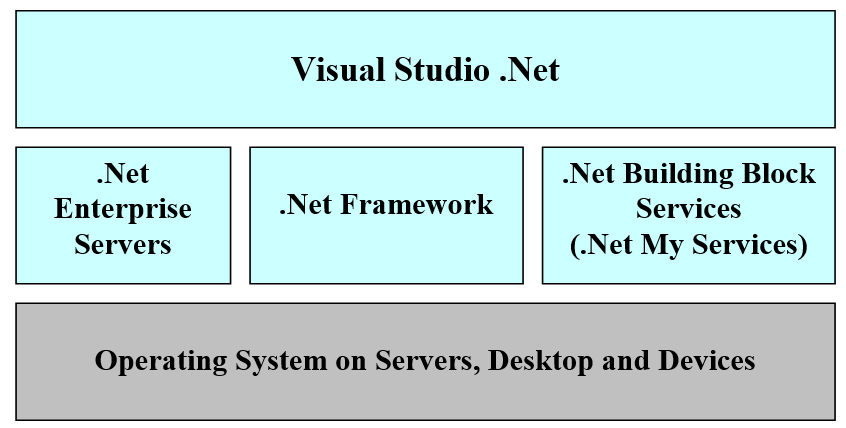 Visual Studio .Net
.Net
Enterprise
Servers
.Net Framework
.Net Building Block
Services
(.Net My Services)
Operating System on Servers, Desktop and Devices